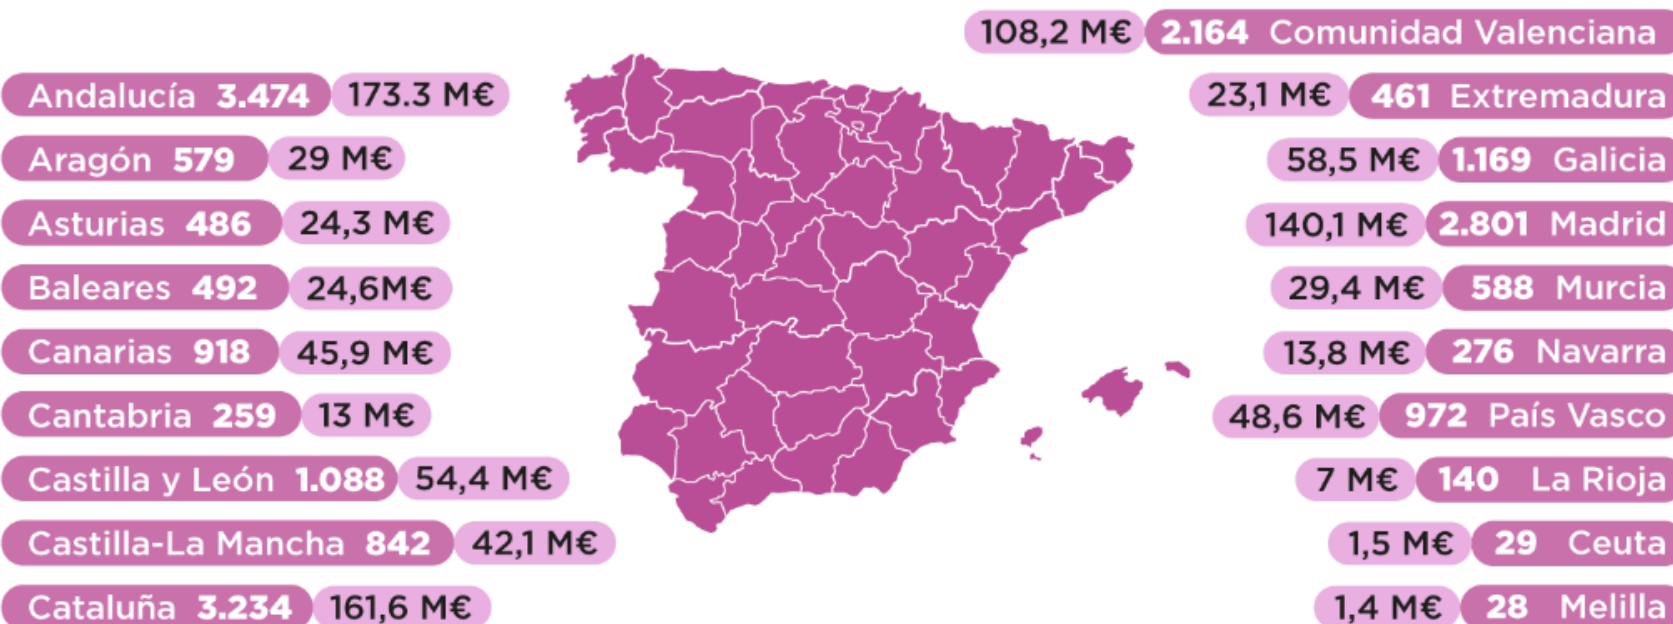 Andalucía 3.474 173.3 M€
Aragón 579 29 M€
Asturias 486 24,3 M€
Baleares 492 24,6M€
Canarias 918 45,9 M€
Cantabria 259 13 M€
Castilla y León 1.088 54,4 M€
Castilla-La Mancha 842 42,1 M€
Cataluña 3.234 161,6 M€
108,2 M€ 2.164 Comunidad Valenciana
23,1 M€ 461 Extremadura
58,5 M€ 1.169 Galicia
140,1 M€ 2.801 Madrid
29,4 M€ 588 Murcia
13,8 M€ 276 Navarra
48,6 M€ 972 País Vasco
7 M€ 140 La Rioja
1,5 M€ 29 Ceuta
1,4 M€ 28 Melilla